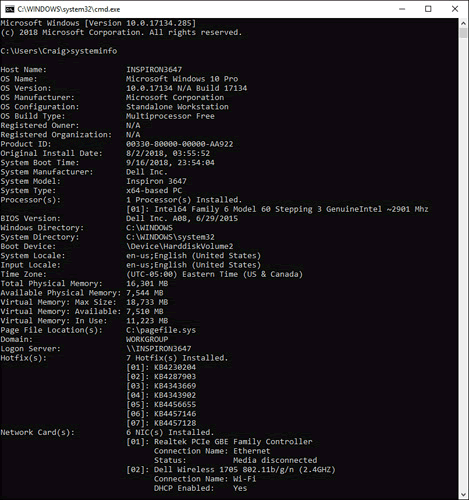 C:\WINDOWS\system32\cmd.exe
Microsoft Windows [Version 10.0.17134.285]
(c) 2018 Microsoft Corporation. All rights reserved.
C:\Users\Craig>systeminfo
Host Name: INSPIRON3647
OS Name: Microsoft Windows 10 Pro
OS Version: 10.0.17134 N/A Build 17134
OS Manufacturer: Microsoft Corporation
OS Configuration: Standalone Workstation
OS Build Type: Multiprocessor Free
Registered Owner: N/A
Registered Organization: N/A
Product ID: 00330-80000-00000-AA922
Original Install Date: 8/2/2018, 03:55:52
System Boot Time: 9/16/2018, 23:54:04
System Manufacturer: Dell Inc.
System Model: Inspiron 3647
System Type: x64-based PC
Processor(s): 1 Processor(s) Installed.
[01]: Intel64 Family 6 Model 60 Stepping 3 GenuineIntel ~2901 Mhz
BIOS Version: Dell Inc. A08, 6/29/2015
Windows Directory: C:\WINDOWS
System Directory: C:\WINDOWS\system32
Boot Device: \Device\HarddiskVolume2
System Locale: en-us;English (United States)
Input Locale: en-us;English (United States)
Time Zone: (UTC-05:00) Eastern Time (US & Canada)
Total Physical Memory: 16,301 MB
Available Physical Memory: 7,544 MB
Virtual Memory: Max Size: 18,733 MB
Virtual Memory: Available: 7,510 MB
Virtual Memory: In Use: 11,223 MB
Page File Location(s): C:\pagefile.sys
Domain: WORKGROUP
Logon Server: \\INSPIRON3647
Hotfix(s): 7 Hotfix(s) Installed.
[01]: KB4230204
[02]: KB4287903
[03]: KB4343669
[04]: KB4343902
[05]: KB4456655
[06]: KB4457146
[07]: KB4457128
Network Card(s): 6 NIC(s) Installed.
[01]: Realtek PCIe GBE Family Controller
Connection Name: Ethernet
Status: Media disconnected
[02]: Dell Wireless 1705 802.11b/g/n (2.4GHZ)
Connection Name: Wi-Fi
DHCP Enabled: Yes